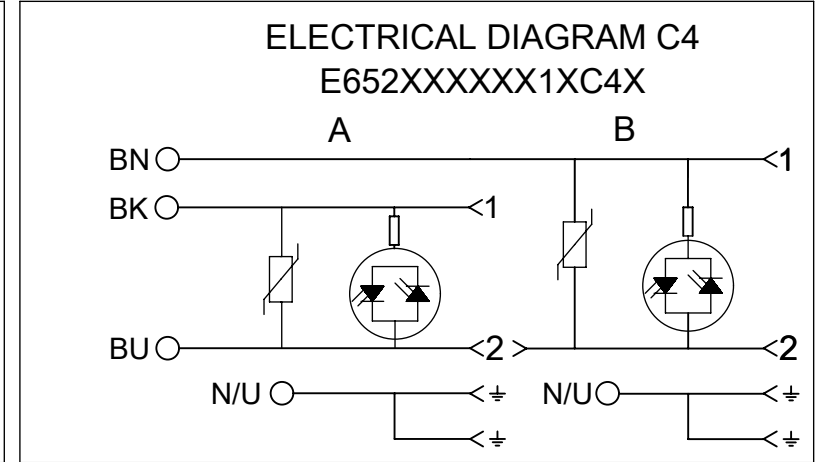 ELECTRICAL DIAGRAM C4
E652XXXXXX1XC4X
A B
BN 1
BK 1
BU 2 2
N/U N/U